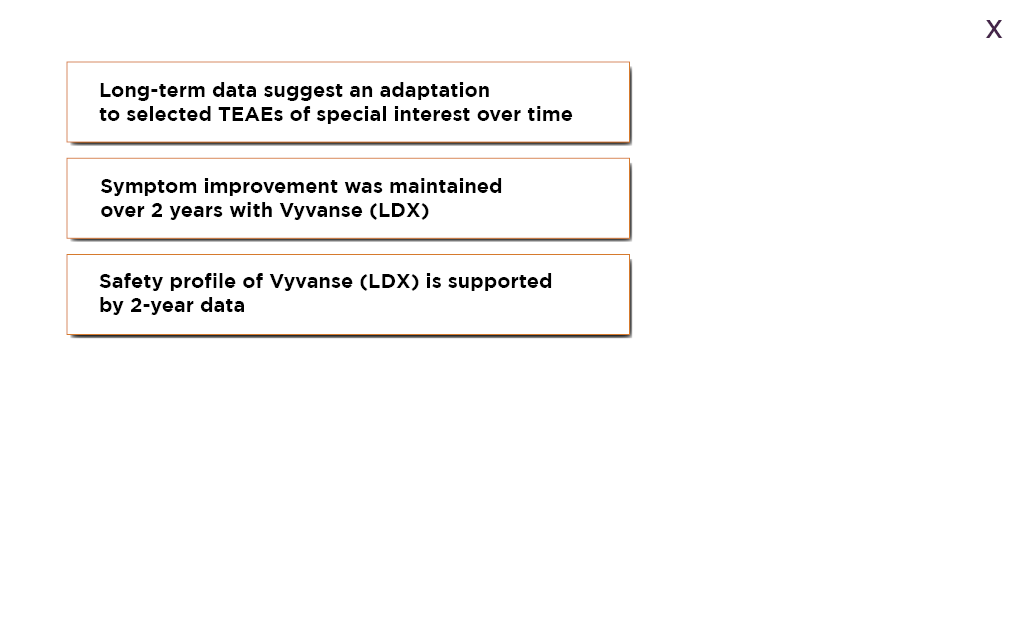 X
Long-term data suggest an adaptation
to selected TEAEs of special interest over time
Symptom improvement was maintained
over 2 years with Vyvanse (LDX)
Safety profile of Vyvanse (LDX) is supported
by 2-year data